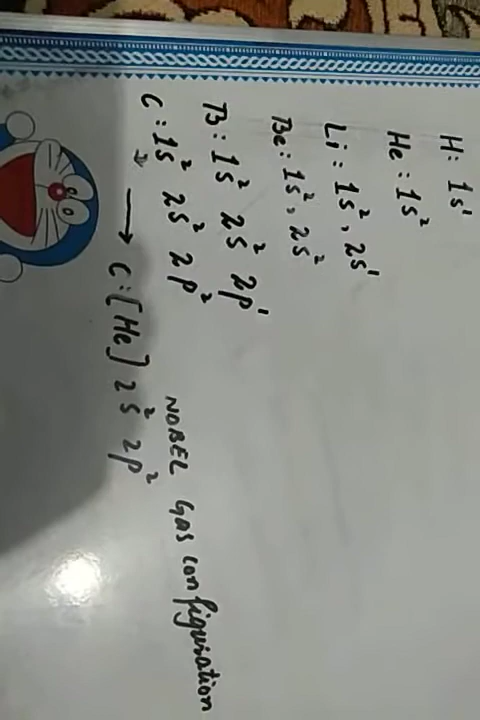 H: 1s¹
He: 1s²
Li: 1s², 2s¹
Be: 1s², 2s²
B: 1s² 2s² 2p¹
C: 1s² 2s² 2p²
NOBEL GAS configuration
→ C: [He] 2s² 2p²